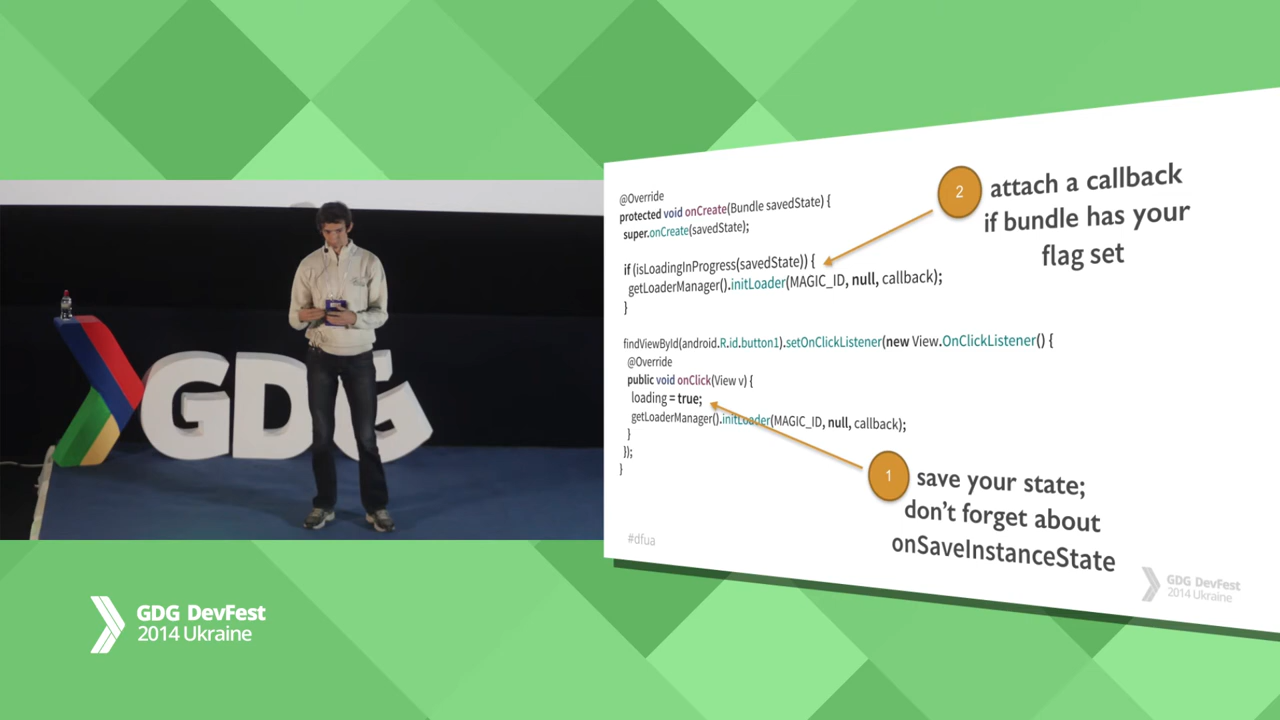 GDG
GDG DevFest
2014 Ukraine
@Override
protected void onCreate(Bundle savedState) {
super.onCreate(savedState);
if (isLoadingInProgress(savedState)) {
getLoaderManager().initLoader(MAGIC_ID, null, callback);
}
findViewById(android.R.id.button1).setOnClickListener(new View.OnClickListener() {
@Override
public void onClick(View v) {
loading = true;
getLoaderManager().initLoader(MAGIC_ID, null, callback);
}
});
}
2
attach a callback
if bundle has your
flag set
1
save your state;
don't forget about
onSaveInstanceState
#dfua
GDG DevFest
2014 Ukraine